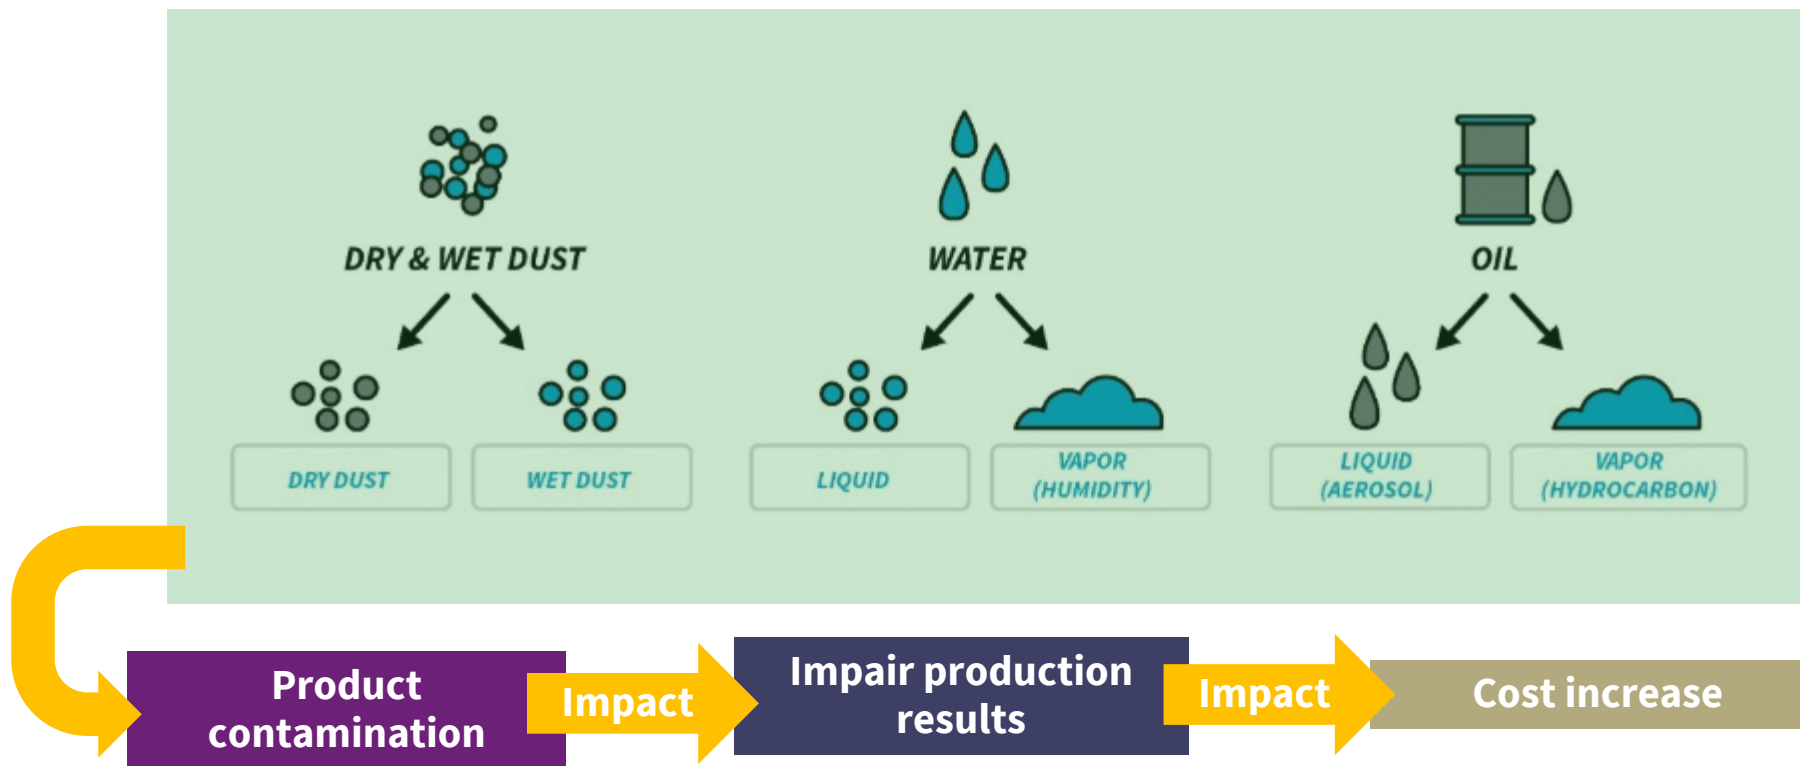 DRY & WET DUST
WATER
OIL
DRY DUST
WET DUST
LIQUID
VAPOR
(HUMIDITY)
LIQUID
(AEROSOL)
VAPOR
(HYDROCARBON)
Product
contamination
Impact
Impair production
results
Impact
Cost increase